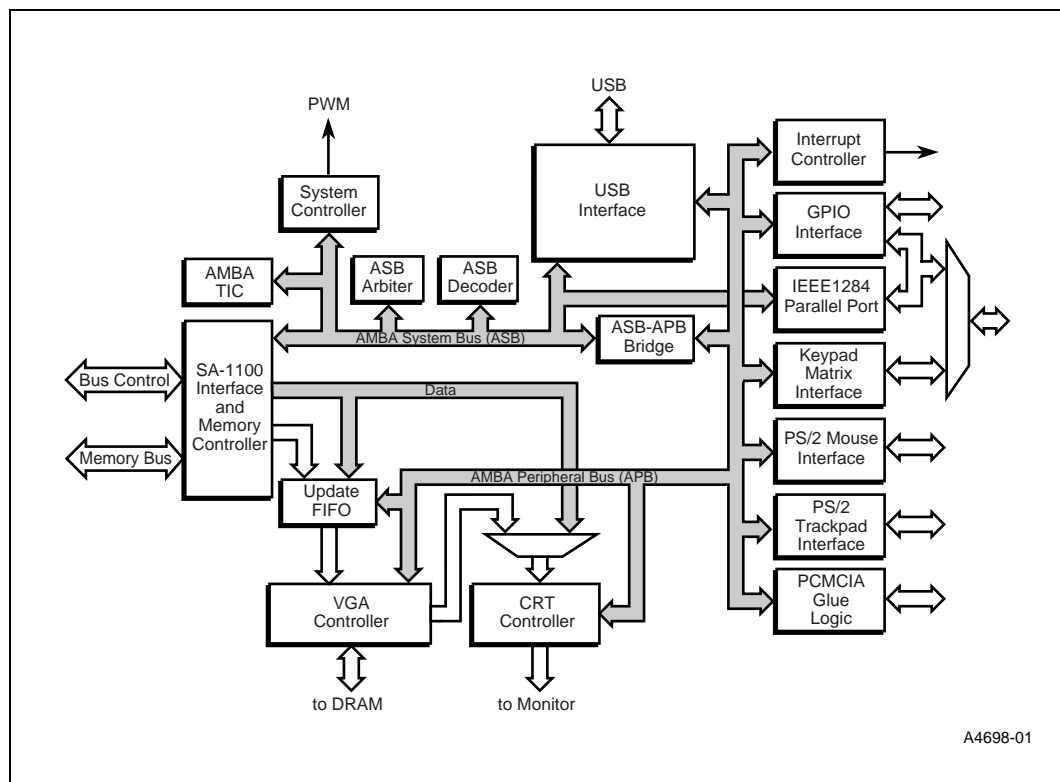 USB
PWM
Interrupt
Controller
System
Controller
USB
Interface
GPIO
Interface
AMBA
TIC
ASB
Arbiter
ASB
Decoder
IEEE1284
Parallel Port
AMBA System Bus (ASB)
ASB-APB
Bridge
SA-1100
Interface
and
Memory
Controller
Bus Control
Memory Bus
Data
Keypad
Matrix
Interface
PS/2 Mouse
Interface
AMBA Peripheral Bus (APB)
Update
FIFO
PS/2
Trackpad
Interface
VGA
Controller
CRT
Controller
PCMCIA
Glue
Logic
to DRAM
to Monitor
A4698-01